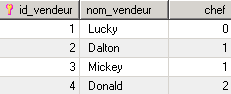 id_vendeur nom_vendeur chef
1 Lucky 0
2 Dalton 1
3 Mickey 1
4 Donald 2